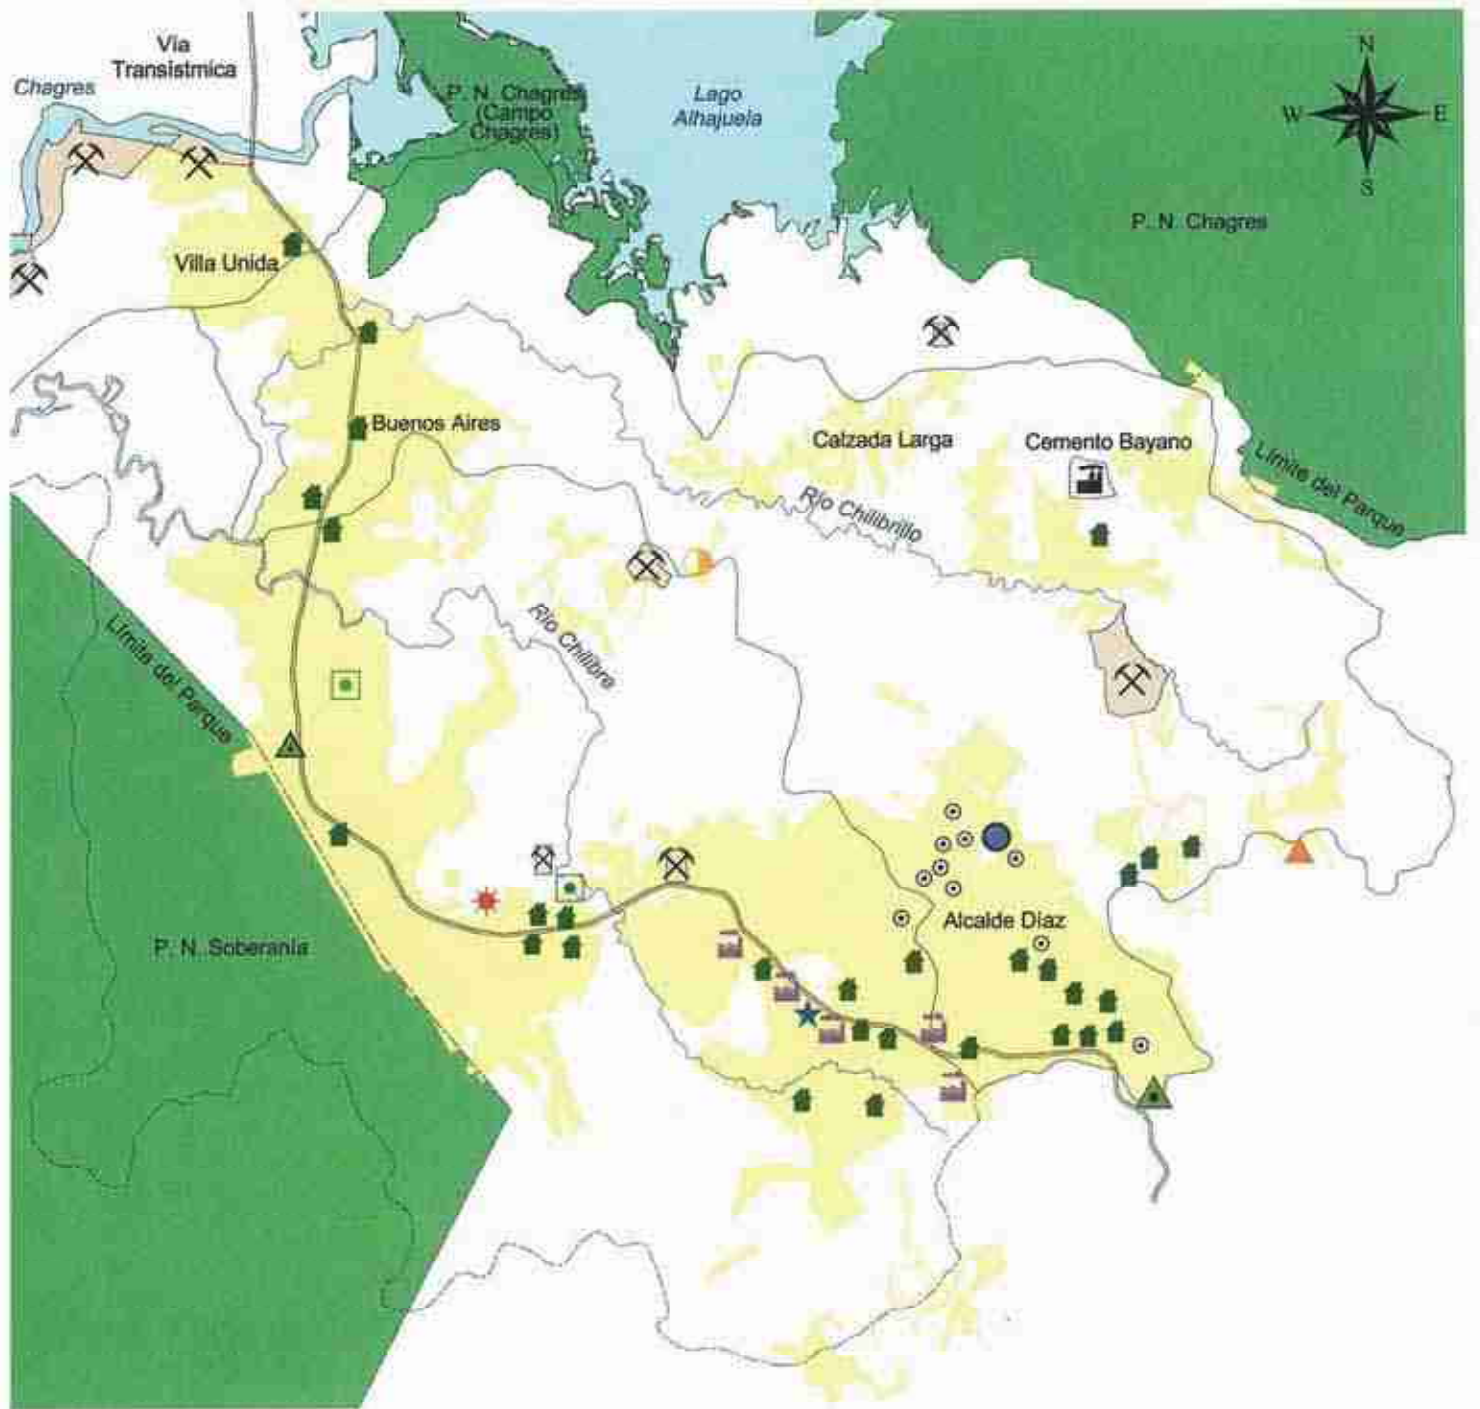 Vía
Transístmica
Chagres
P. N. Chagres
(Campo
Chagres)
Lago
Alhajuela
N
W
E
S
P. N. Chagres
Villa Unida
Buenos Aires
Calzada Larga
Cemento Bayano
Límite del Parque
Río Chilibrillo
Río Chilibre
Límite del Parque
P. N. Soberanía
Alcalde Díaz